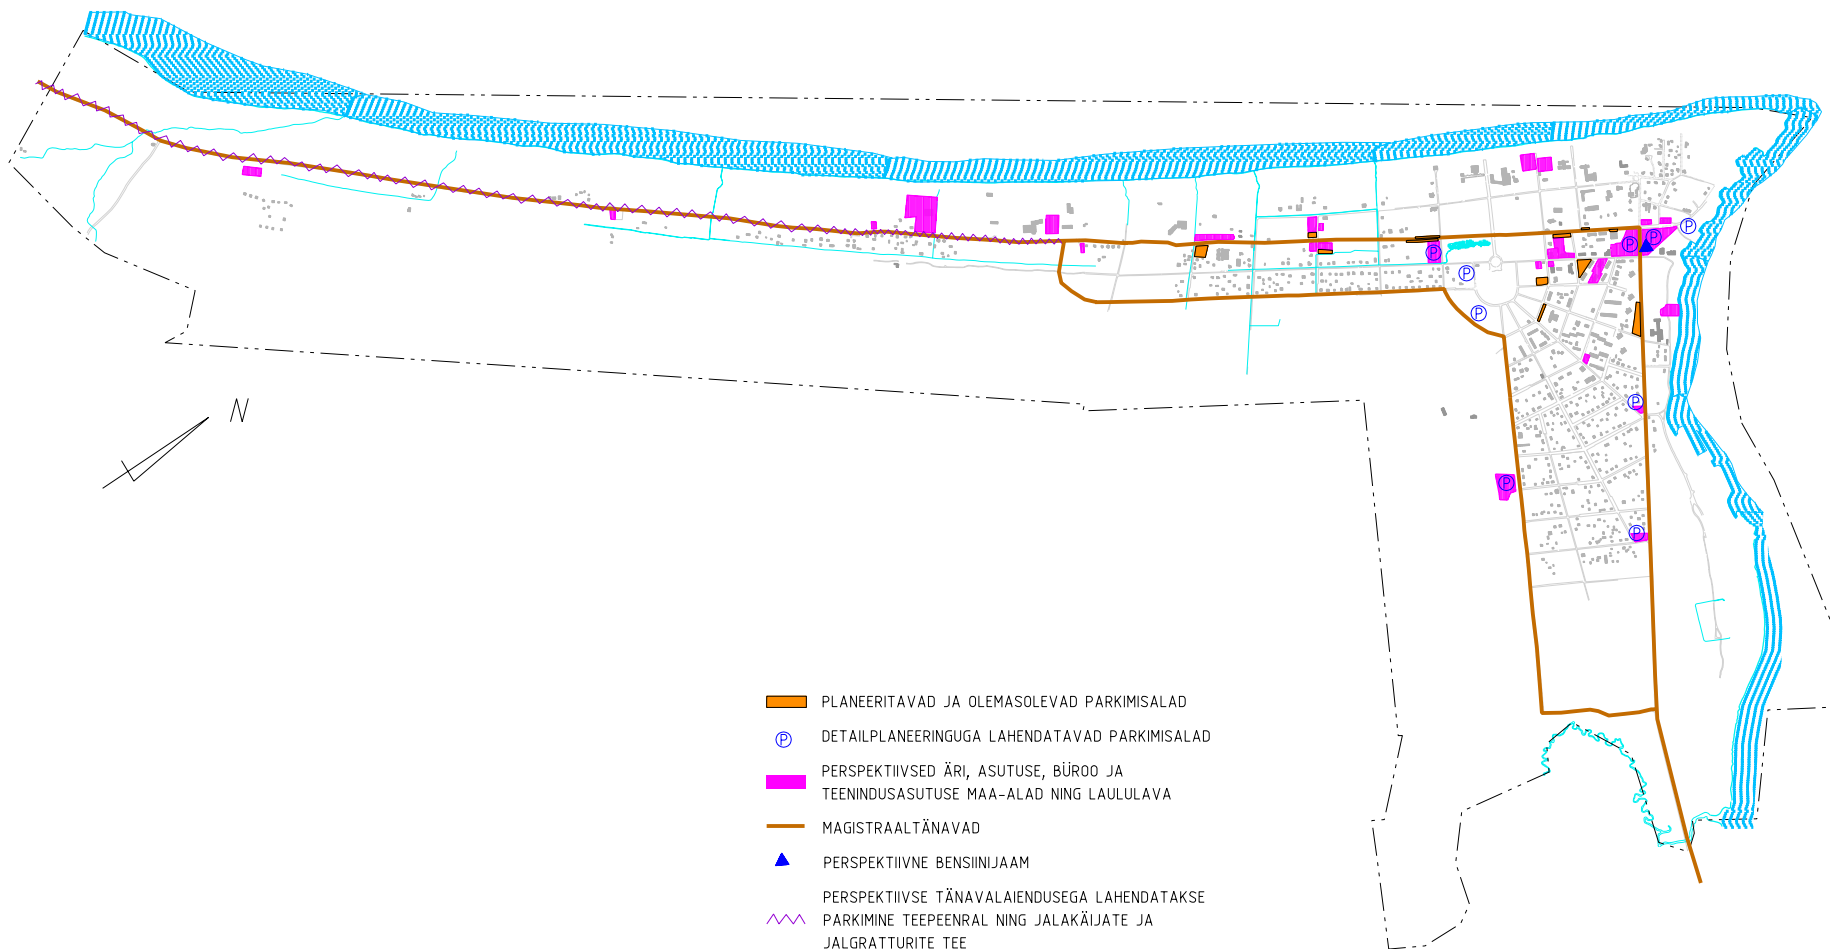 N
PLANEERITAVAD JA OLEMASOLEVAD PARKIMISALAD
P DETAILPLANEERINGUGA LAHENDATAVAD PARKIMISALAD
PERSPEKTIIVSED ÄRI, ASUTUSE, BÜROO JA
TEENINDUSASUTUSE MAA-ALAD NING LAULULAVA
MAGISTRAALTÄNAVAD
PERSPEKTIIVNE BENSIINIJAAM
PERSPEKTIIVSE TÄNAVALAIENDUSEGA LAHENDATAKSE
PARKIMINE TEEPEENRAL NING JALAKÄIJATE JA
JALGRATTURITE TEE
P
P
P
P
P
P
P
P
P